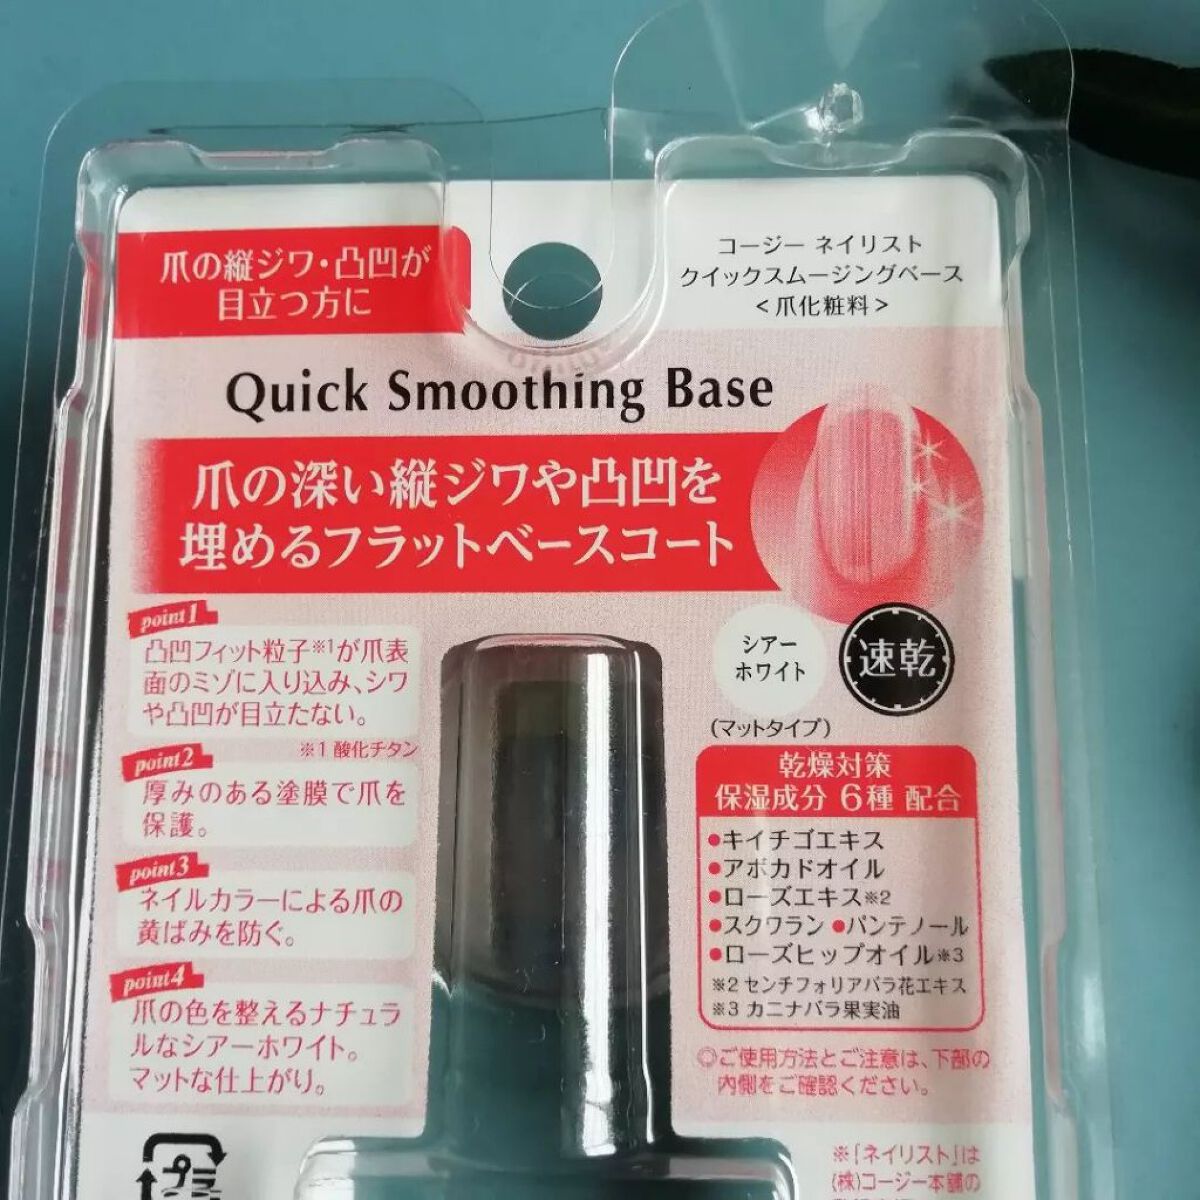 爪の縦ジワ・凸凹が
目立つ方に
コージー ネイリスト
クイックスムージングベース
<爪化粧料>
Quick Smoothing Base
爪の深い縦ジワや凸凹を
埋めるフラットベースコート
point1
凸凹フィット粒子※1が爪表
面のミゾに入り込み、シワ
や凸凹が目立たない。
※1 酸化チタン
point2
厚みのある塗膜で爪を
保護。
point3
ネイルカラーによる爪の
黄ばみを防ぐ。
point4
爪の色を整えるナチュラ
ルなシアーホワイト。
マットな仕上がり。
シアー
ホワイト
(マットタイプ)
速乾
乾燥対策
保湿成分 6種 配合
●キイチゴエキス
●アボカドオイル
●ローズエキス※2
●スクワラン ●パンテノール
●ローズヒップオイル※3
※2 センチフォリアバラ花エキス
※3 カニナバラ果実油
◎ご使用方法とご注意は、下部の
内側をご確認ください。
プラ
※「ネイリスト」は
(株)コージー本舗の